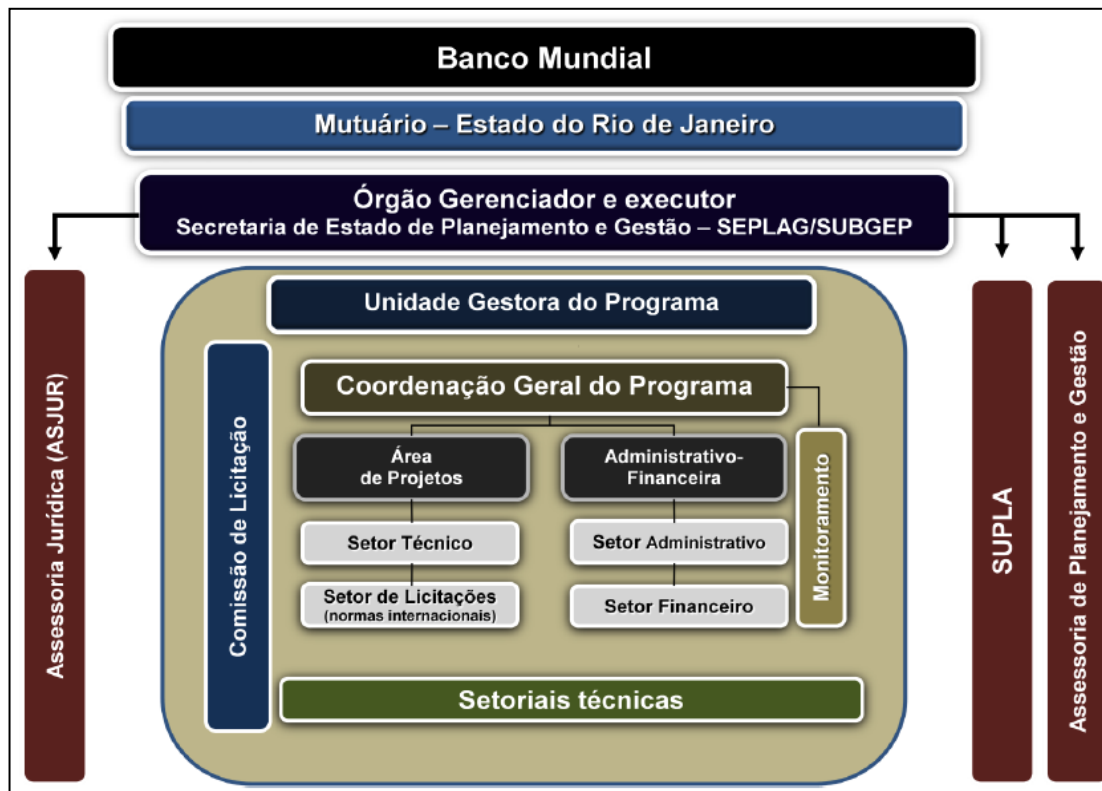 Banco Mundial
Mutuário – Estado do Rio de Janeiro
Órgão Gerenciador e executor
Secretaria de Estado de Planejamento e Gestão – SEPLAG/SUBGEP
Assessoria Jurídica (ASJUR)
Unidade Gestora do Programa
Comissão de Licitação
Coordenação Geral do Programa
Área
de Projetos
Administrativo-
Financeira
Setor Técnico
Setor Administrativo
Setor de Licitações
(normas internacionais)
Setor Financeiro
Monitoramento
Setoriais técnicas
SUPLA
Assessoria de Planejamento e Gestão